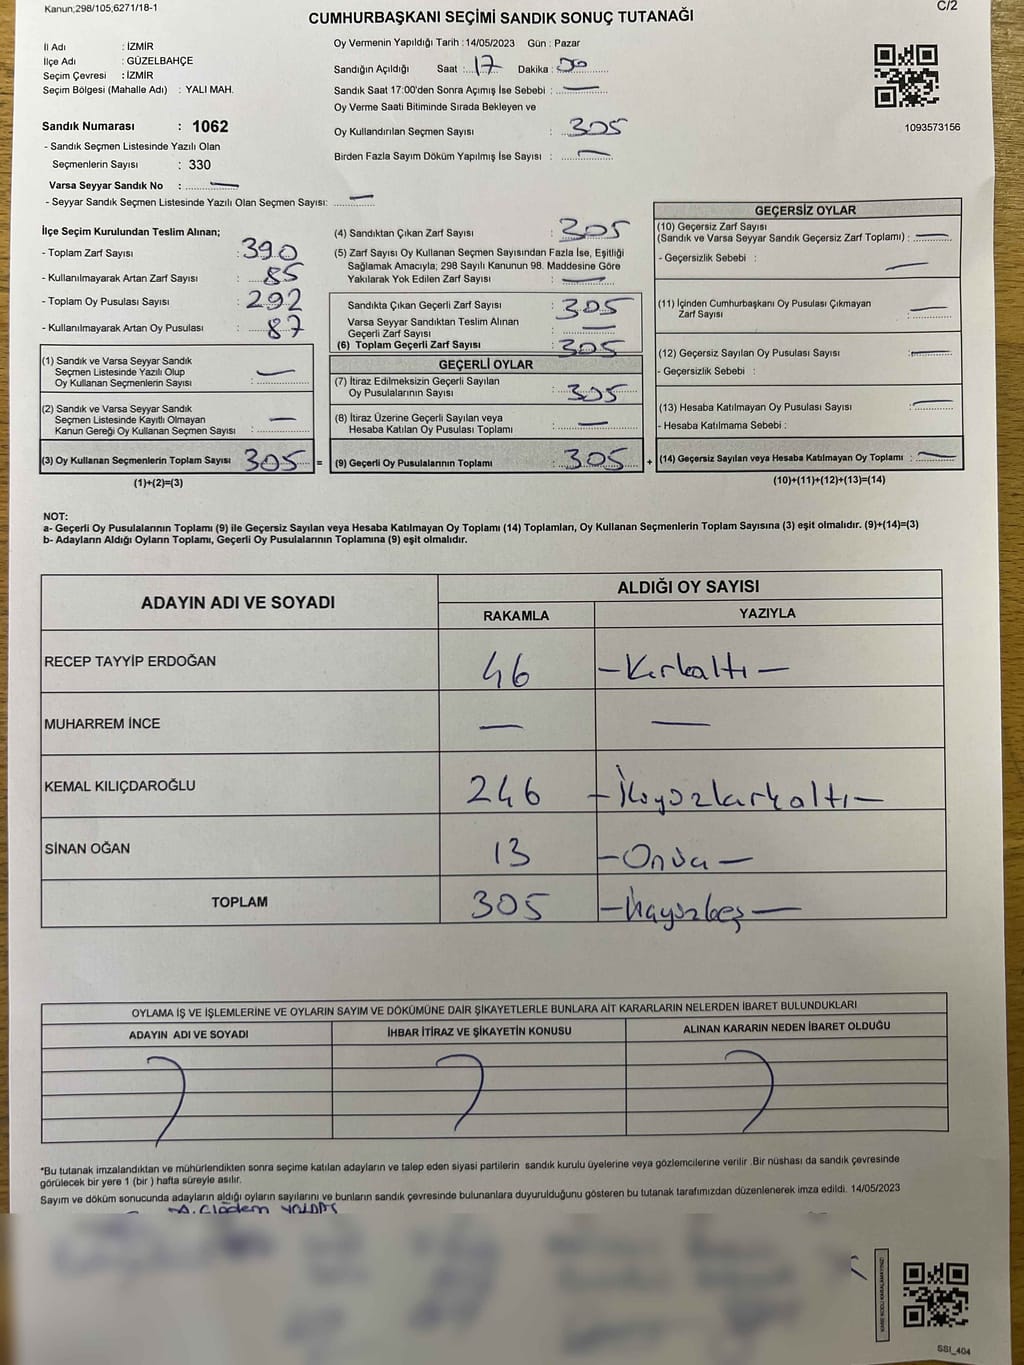 Kanun;298/105;6271/18-1
C/2
CUMHURBAŞKANI SEÇİMİ SANDIK SONUÇ TUTANAĞI
İl Adı : İZMİR
İlçe Adı : GÜZELBAHÇE
Seçim Çevresi : İZMİR
Seçim Bölgesi (Mahalle Adı) : YALI MAH.
Oy Vermenin Yapıldığı Tarih :14/05/2023 Gün : Pazar
Sandığın Açıldığı Saat : 17 Dakika : 00
Sandık Saat 17:00'den Sonra Açımış İse Sebebi : —
Oy Verme Saati Bitiminde Sırada Bekleyen ve
Oy Kullandırılan Seçmen Sayısı : 305
Birden Fazla Sayım Döküm Yapılmış İse Sayısı : —
1093573156
Sandık Numarası : 1062
- Sandık Seçmen Listesinde Yazılı Olan
Seçmenlerin Sayısı : 330
Varsa Seyyar Sandık No : —
- Seyyar Sandık Seçmen Listesinde Yazılı Olan Seçmen Sayısı: —
İlçe Seçim Kurulundan Teslim Alınan;
- Toplam Zarf Sayısı : 390
- Kullanılmayarak Artan Zarf Sayısı : 85
- Toplam Oy Pusulası Sayısı : 292
- Kullanılmayarak Artan Oy Pusulası : 87
(1) Sandık ve Varsa Seyyar Sandık
Seçmen Listesinde Yazılı Olup
Oy Kullanan Seçmenlerin Sayısı : —
(2) Sandık ve Varsa Seyyar Sandık
Seçmen Listesinde Kayıtlı Olmayan
Kanun Gereği Oy Kullanan Seçmen Sayısı : —
(3) Oy Kullanan Seçmenlerin Toplam Sayısı 305 =
(1)+(2)=(3)
(4) Sandıktan Çıkan Zarf Sayısı : 305
(5) Zarf Sayısı Oy Kullanan Seçmen Sayısından Fazla İse, Eşitliği
Sağlamak Amacıyla; 298 Sayılı Kanunun 98. Maddesine Göre
Yakılarak Yok Edilen Zarf Sayısı : —
Sandıkta Çıkan Geçerli Zarf Sayısı : 305
Varsa Seyyar Sandıktan Teslim Alınan
Geçerli Zarf Sayısı : —
(6) Toplam Geçerli Zarf Sayısı : 305
GEÇERLİ OYLAR
(7) İtiraz Edilmeksizin Geçerli Sayılan
Oy Pusulalarının Sayısı : 305
(8) İtiraz Üzerine Geçerli Sayılan veya
Hesaba Katılan Oy Pusulası Toplamı : —
(9) Geçerli Oy Pusulalarının Toplamı : 305 +
GEÇERSİZ OYLAR
(10) Geçersiz Zarf Sayısı
(Sandık ve Varsa Seyyar Sandık Geçersiz Zarf Toplamı) : —
- Geçersizlik Sebebi : —
(11) İçinden Cumhurbaşkanı Oy Pusulası Çıkmayan
Zarf Sayısı : —
(12) Geçersiz Sayılan Oy Pusulası Sayısı : —
- Geçersizlik Sebebi :
(13) Hesaba Katılmayan Oy Pusulası Sayısı : —
- Hesaba Katılmama Sebebi :
(14) Geçersiz Sayılan veya Hesaba Katılmayan Oy Toplamı : —
(10)+(11)+(12)+(13)=(14)
NOT:
a- Geçerli Oy Pusulalarının Toplamı (9) ile Geçersiz Sayılan veya Hesaba Katılmayan Oy Toplamı (14) Toplamları, Oy Kullanan Seçmenlerin Toplam Sayısına (3) eşit olmalıdır. (9)+(14)=(3)
b- Adayların Aldığı Oyların Toplamı, Geçerli Oy Pusulalarının Toplamına (9) eşit olmalıdır.
ADAYIN ADI VE SOYADI
ALDIĞI OY SAYISI
RAKAMLA YAZIYLA
RECEP TAYYİP ERDOĞAN 46 —Kırkaltı—
MUHARREM İNCE — —
KEMAL KILIÇDAROĞLU 246 —İkiyüzkırkaltı—
SİNAN OĞAN 13 —Onüç—
TOPLAM 305
OYLAMA İŞ VE İŞLEMLERİNE VE OYLARIN SAYIM VE DÖKÜMÜNE DAİR ŞİKAYETLERLE BUNLARA AİT KARARLARIN NELERDEN İBARET BULUNDUKLARI
ADAYIN ADI VE SOYADI İHBAR İTİRAZ VE ŞİKAYETİN KONUSU ALINAN KARARIN NEDEN İBARET OLDUĞU
*Bu tutanak imzalandıktan ve mühürlendikten sonra seçime katılan adayların ve talep eden siyasi partilerin sandık kurulu üyelerine veya gözlemcilerine verilir .Bir nüshası da sandık çevresinde
görülecek bir yere 1 (bir ) hafta süreyle asılır.
Sayım ve döküm sonucunda adayların aldığı oyların sayılarını ve bunların sandık çevresinde bulunanlara duyurulduğunu gösteren bu tutanak tarafımızdan düzenlenerek imza edildi. 14/05/2023
SSI_404